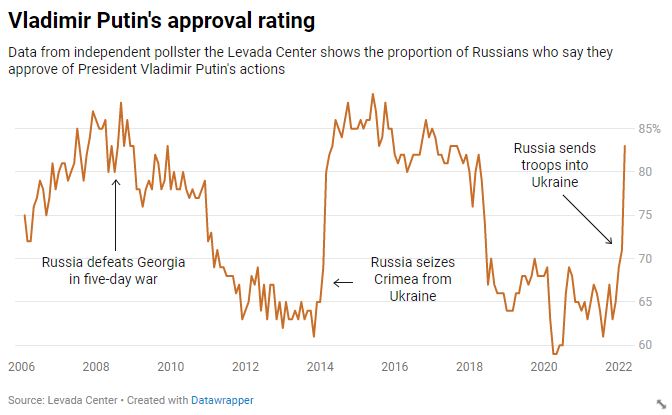 Vladimir Putin's approval rating
Data from independent pollster the Levada Center shows the proportion of Russians who say they
approve of President Vladimir Putin's actions
85%
80
75
70
65
60
Russia defeats Georgia
in five-day war
Russia seizes
Crimea from
Ukraine
Russia sends
troops into
Ukraine
2006 2008 2010 2012 2014 2016 2018 2020 2022
Source: Levada Center • Created with Datawrapper